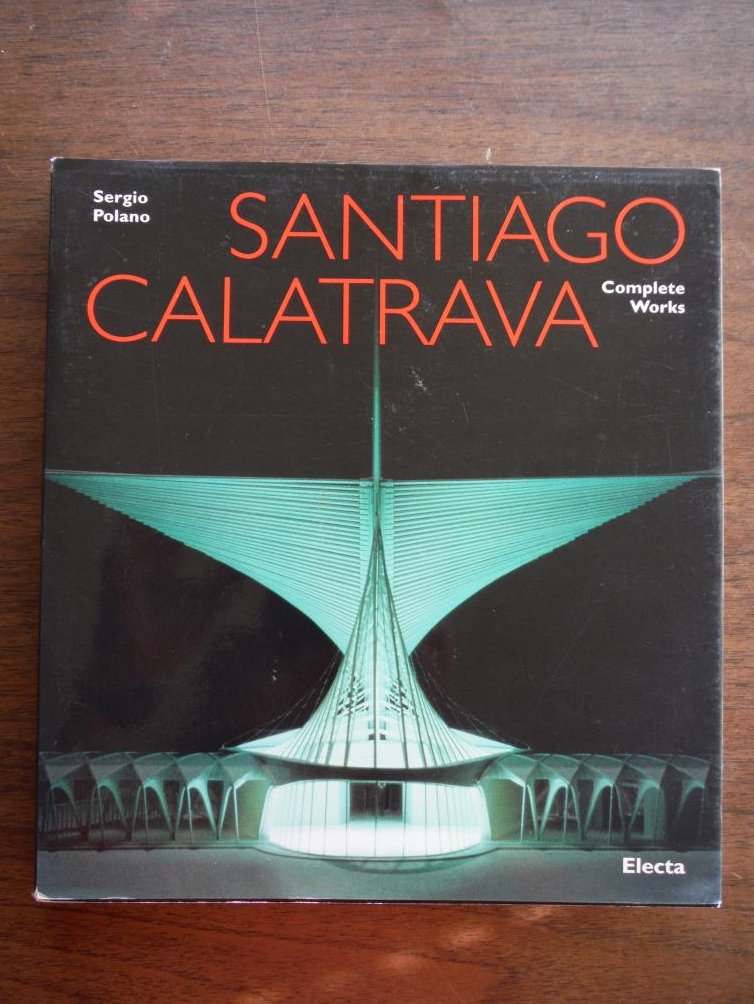 Sergio
Polano
SANTIAGO
CALATRAVA
Complete
Works
Electa